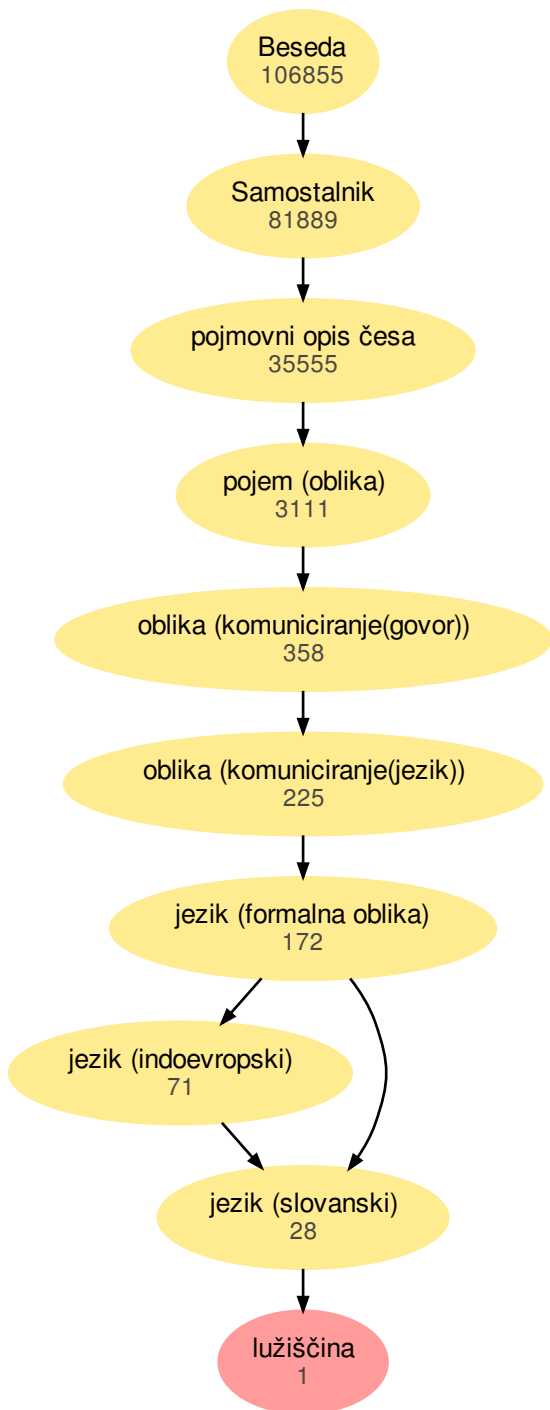 Beseda
106855
Samostalnik
81889
pojmovni opis česa
35555
pojem (oblika)
3111
oblika (komuniciranje(govor))
358
oblika (komuniciranje(jezik))
225
jezik (formalna oblika)
172
jezik (indoevropski)
71
jezik (slovanski)
28
lužiščina
1